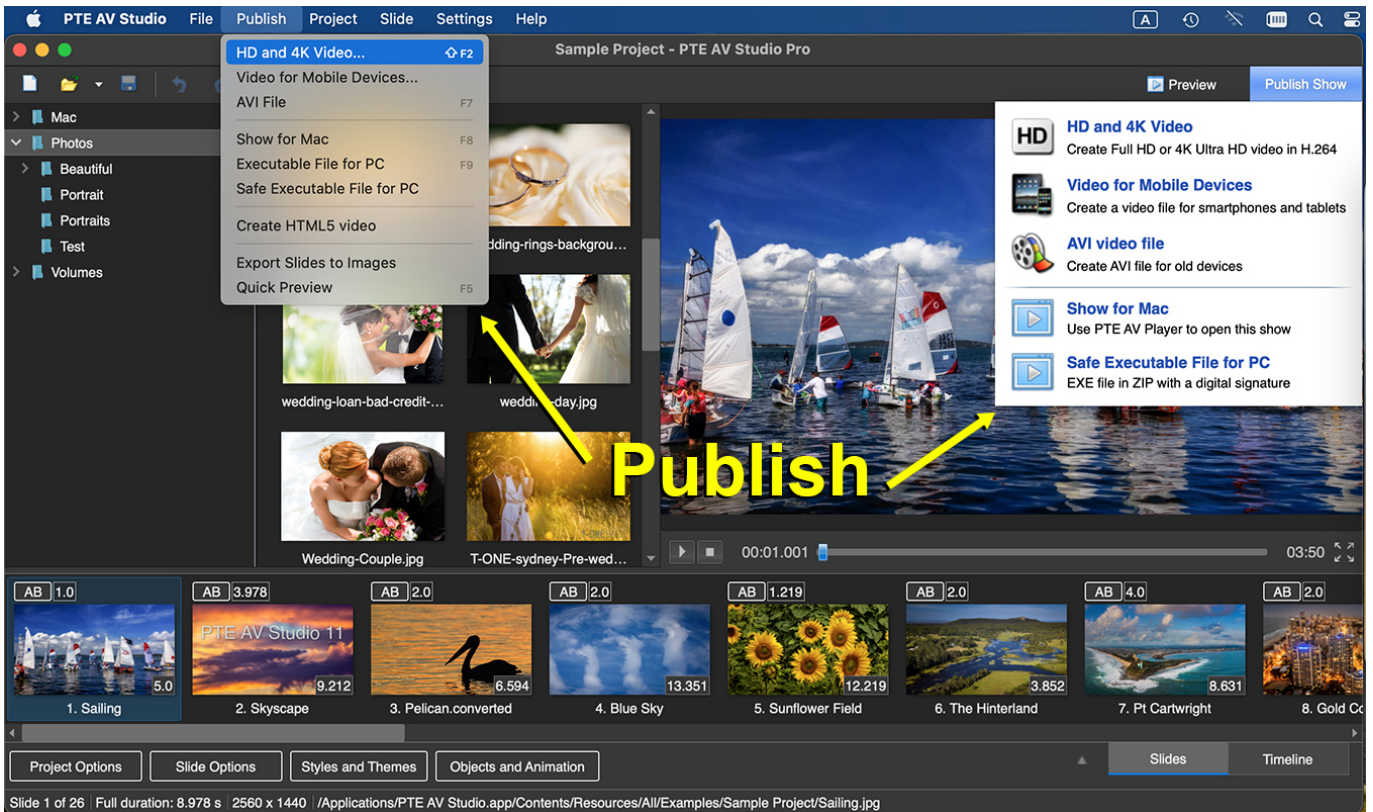 PTE AV Studio File Publish Project Slide Settings Help A
Sample Project - PTE AV Studio Pro
HD and 4K Video... ⇧ F2
Video for Mobile Devices...
AVI File F7
Show for Mac F8
Executable File for PC F9
Safe Executable File for PC
Create HTML5 video
Export Slides to Images
Quick Preview F5
Preview Publish Show
HD
HD and 4K Video
Create Full HD or 4K Ultra HD video in H.264
Video for Mobile Devices
Create a video file for smartphones and tablets
AVI video file
Create AVI file for old devices
Show for Mac
Use PTE AV Player to open this show
Safe Executable File for PC
EXE file in ZIP with a digital signature
Mac
Photos
Beautiful
Portrait
Portraits
Test
Volumes
dding-rings-backgrou...
wedding-loan-bad-credit-...
wedd -day.jpg
Wedding-Couple.jpg
T-ONE-sydney-Pre-wed...
Publish
00:01.001 03:50
AB 1.0 AB 3.978 AB 2.0 AB 2.0 AB 1.219 AB 2.0 AB 4.0 AB 2.0
PTE AV Studio 11
5.0 9.212 6.594 13.351 12.219 3.852 8.631
1. Sailing 2. Skyscape 3. Pelican.converted 4. Blue Sky 5. Sunflower Field 6. The Hinterland 7. Pt Cartwright 8. Gold Co
Project Options Slide Options Styles and Themes Objects and Animation Slides Timeline
Slide 1 of 26 Full duration: 8.978 s 2560 x 1440 /Applications/PTE AV Studio.app/Contents/Resources/All/Examples/Sample Project/Sailing.jpg